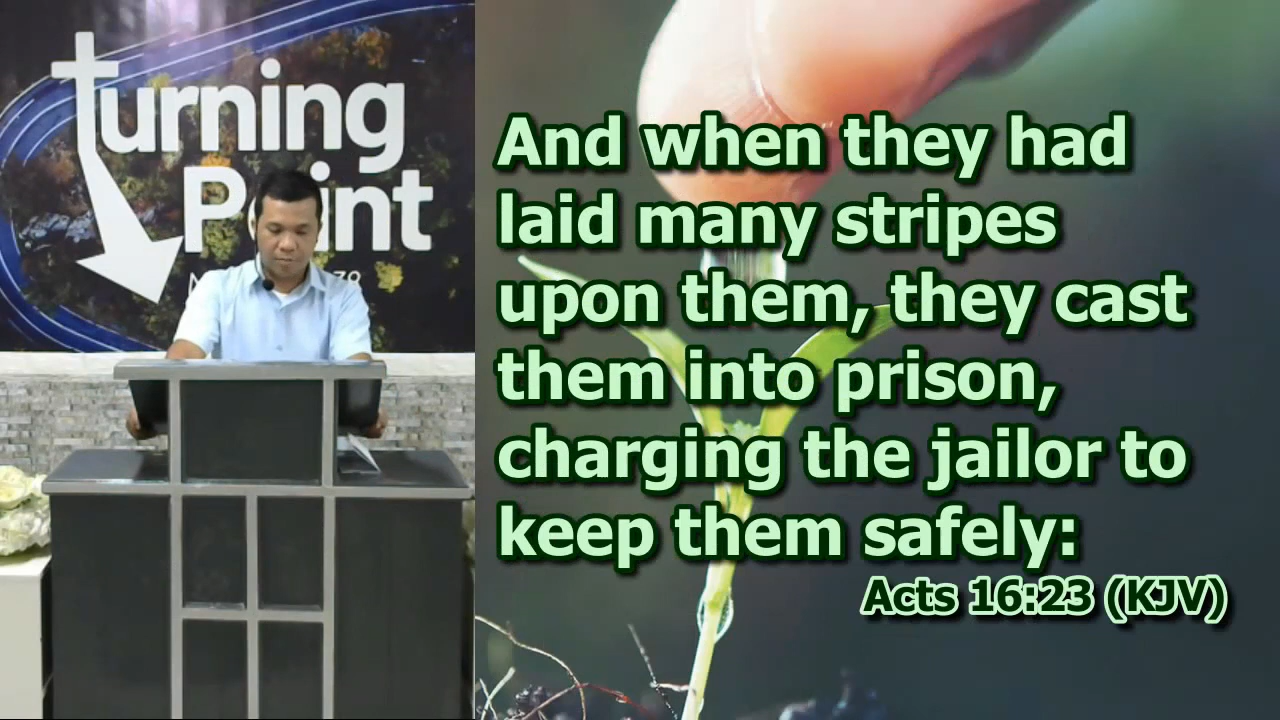 turning
Point
And when they had
laid many stripes
upon them, they cast
them into prison,
charging the jailor to
keep them safely:
Acts 16:23 (KJV)